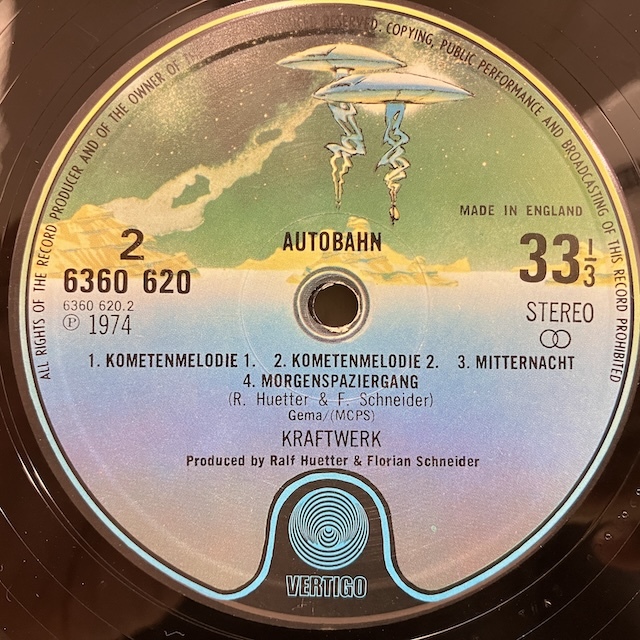 ALL RIGHTS OF THE RECORD PRODUCER AND OF THE OWNER OF RESERVED. COPYING, PUBLIC PERFORMANCE AND BROADCASTING OF THIS RECORD PROHIBITED
MADE IN ENGLAND
2
AUTOBAHN
33 1/3
6360 620
6360 620.2
℗ 1974
STEREO
1. KOMETENMELODIE 1. 2. KOMETENMELODIE 2. 3. MITTERNACHT
4. MORGENSPAZIERGANG
(R. Huetter & F. Schneider)
Gema/(MCPS)
KRAFTWERK
Produced by Ralf Huetter & Florian Schneider
VERTIGO